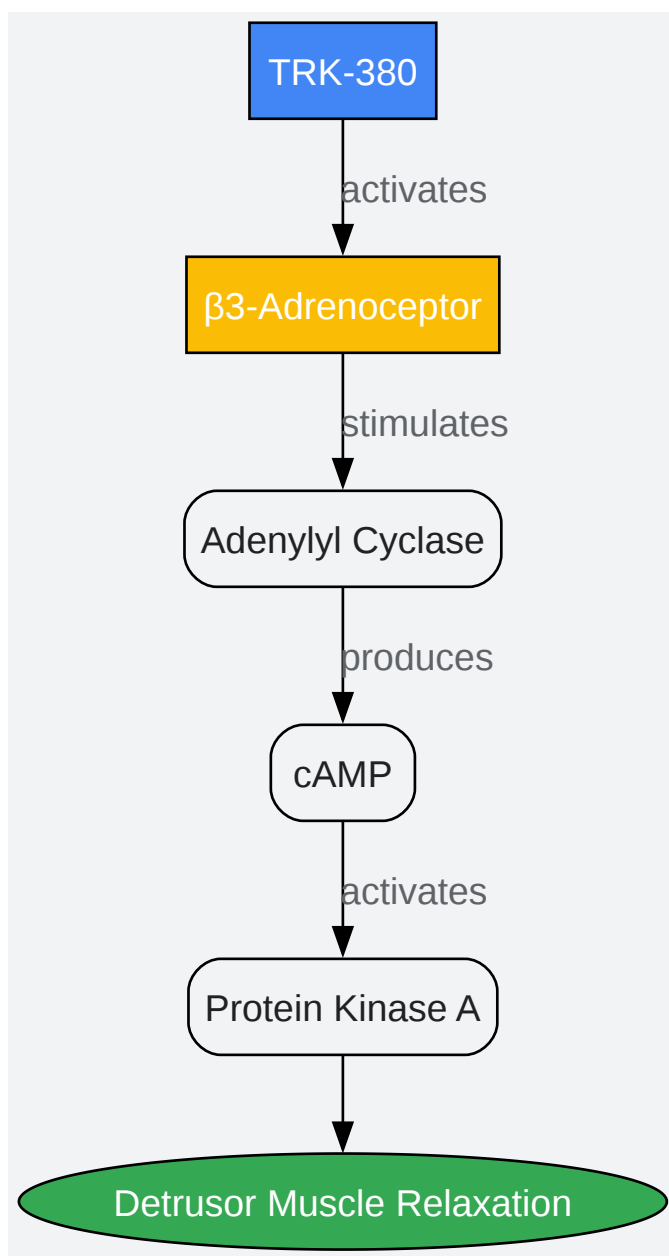 TRK-380
activates
β3-Adrenoceptor
stimulates
Adenylyl Cyclase
produces
cAMP
activates
Protein Kinase A
Detrusor Muscle Relaxation